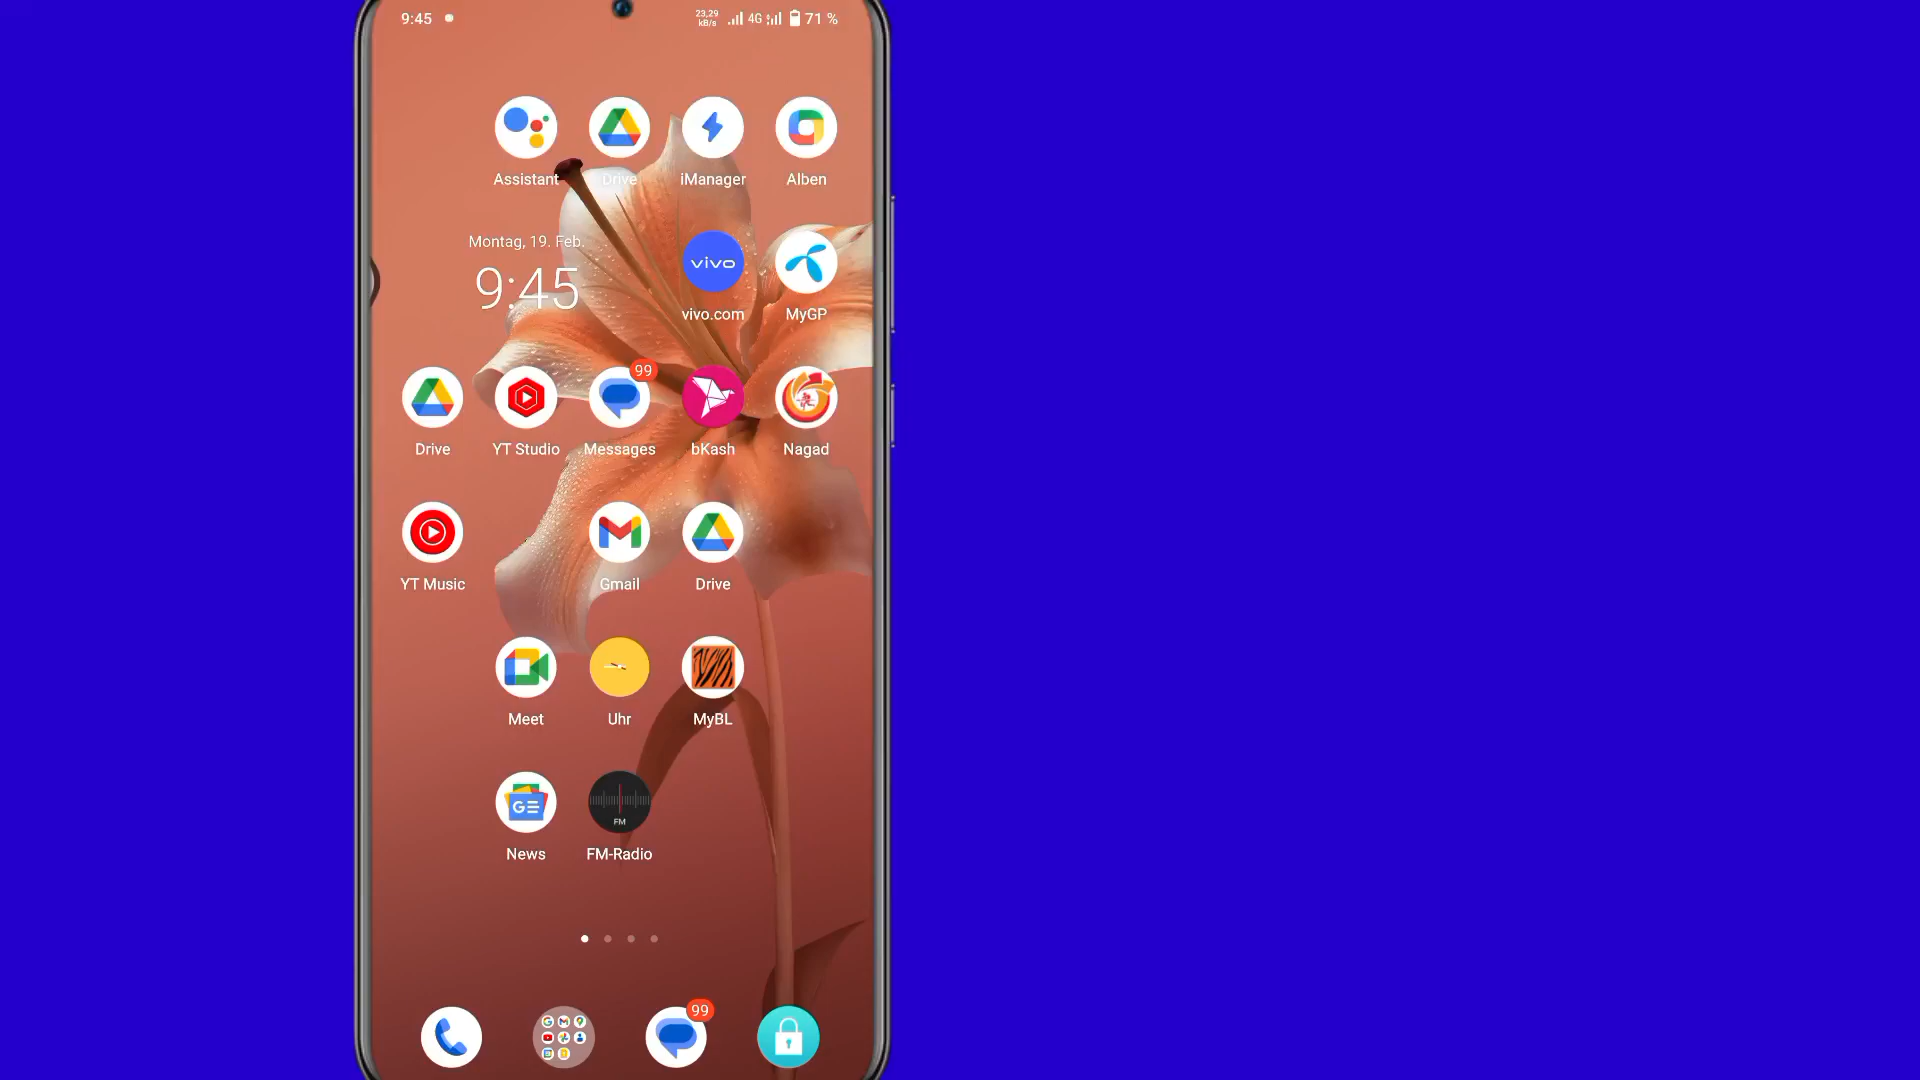 9:45
23,29
kB/s
4G
71 %
Assistant
Drive
iManager
Alben
Montag, 19. Feb.
9:45
vivo
vivo.com
MyGP
99
Drive
YT Studio
Messages
bKash
Nagad
YT Music
Gmail
Drive
Meet
Uhr
MyBL
GE
FM
News
FM-Radio
99